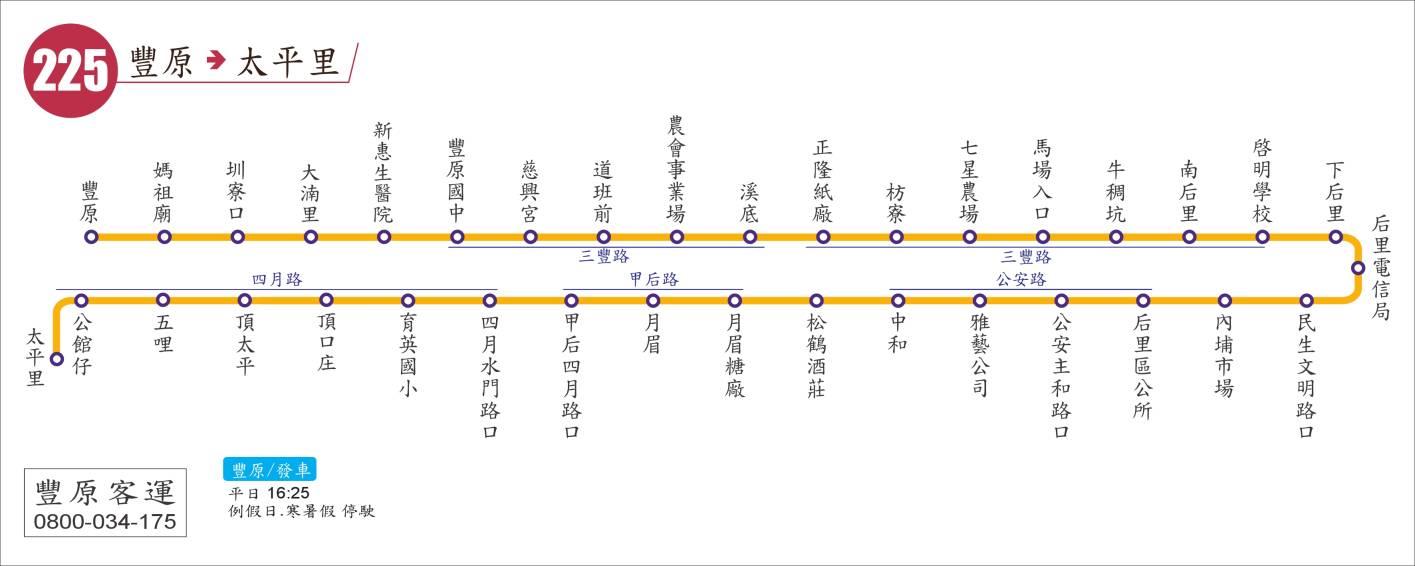 225 豐原 ➔ 太平里
豐原
媽祖廟
圳寮口
大湳里
新惠生醫院
豐原國中
慈興宮
道班前
農會事業場
溪底
正隆紙廠
枋寮
七星農場
馬場入口
牛稠坑
南后里
啓明學校
下后里
后里電信局
三豐路
三豐路
四月路
甲后路
公安路
太平里
公館仔
五哩
頂太平
頂口庄
育英國小
四月水門路口
甲后四月路口
月眉
月眉糖廠
松鶴酒莊
中和
雅藝公司
公安主和路口
后里區公所
內埔市場
民生文明路口
豐原客運
0800-034-175
豐原/發車
平日 16:25
例假日.寒暑假 停駛